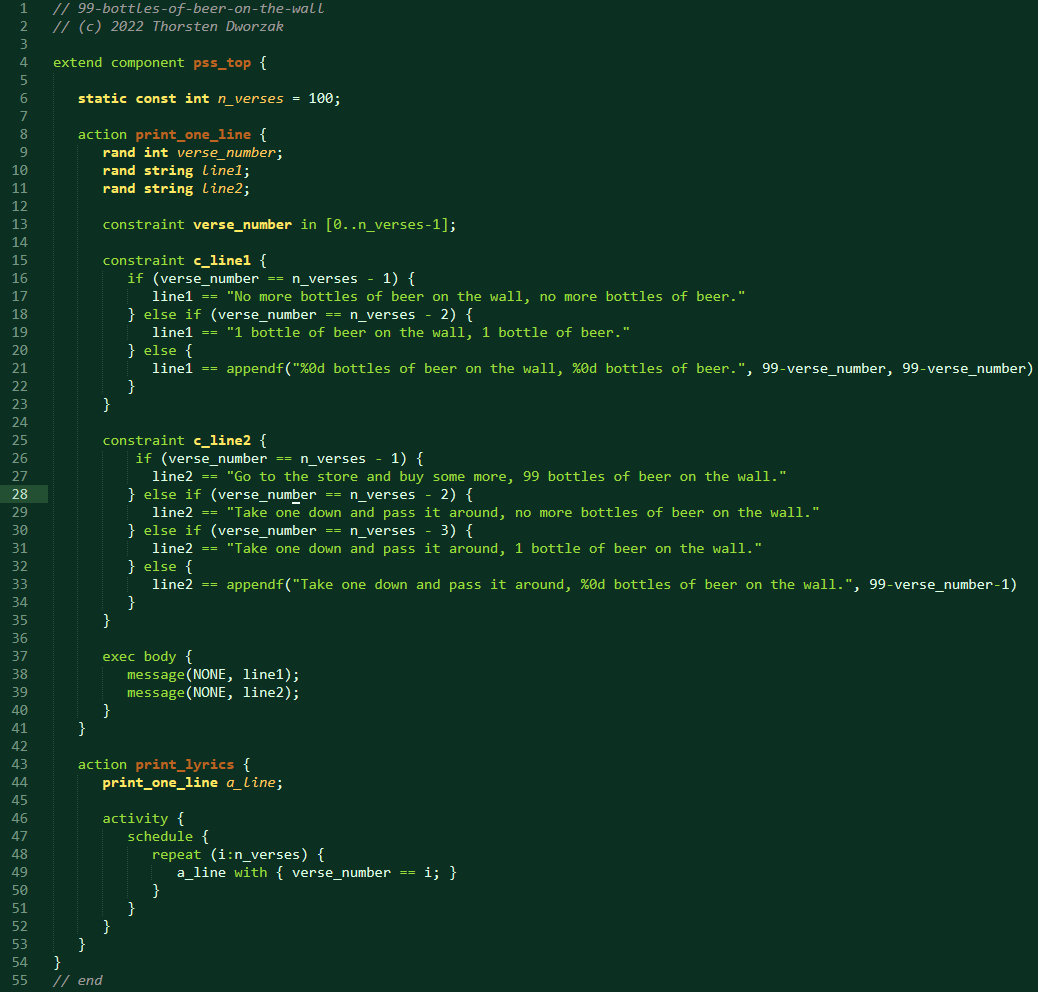 1 // 99-bottles-of-beer-on-the-wall
2 // (c) 2022 Thorsten Dworzak
3
4 extend component pss_top {
5
6 static const int n_verses = 100;
7
8 action print_one_line {
9 rand int verse_number;
10 rand string line1;
11 rand string line2;
12
13 constraint verse_number in [0..n_verses-1];
14
15 constraint c_line1 {
16 if (verse_number == n_verses - 1) {
17 line1 == "No more bottles of beer on the wall, no more bottles of beer."
18 } else if (verse_number == n_verses - 2) {
19 line1 == "1 bottle of beer on the wall, 1 bottle of beer."
20 } else {
21 line1 == appendf("%0d bottles of beer on the wall, %0d bottles of beer.", 99-verse_number, 99-verse_number)
22 }
23 }
24
25 constraint c_line2 {
26 if (verse_number == n_verses - 1) {
27 line2 == "Go to the store and buy some more, 99 bottles of beer on the wall."
28 } else if (verse_number == n_verses - 2) {
29 line2 == "Take one down and pass it around, no more bottles of beer on the wall."
30 } else if (verse_number == n_verses - 3) {
31 line2 == "Take one down and pass it around, 1 bottle of beer on the wall."
32 } else {
33 line2 == appendf("Take one down and pass it around, %0d bottles of beer on the wall.", 99-verse_number-1)
34 }
35 }
36
37 exec body {
38 message(NONE, line1);
39 message(NONE, line2);
40 }
41 }
42
43 action print_lyrics {
44 print_one_line a_line;
45
46 activity {
47 schedule {
48 repeat (i:n_verses) {
49 a_line with { verse_number == i; }
50 }
51 }
52 }
53 }
54 }
55 // end